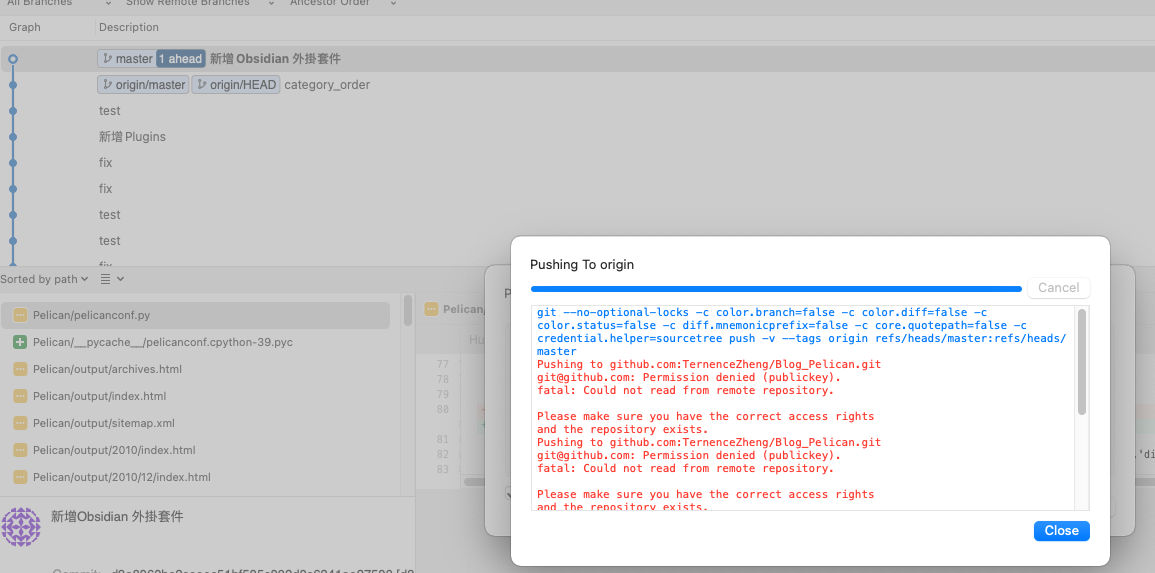 All Branches Show Remote Branches Ancestor Order
Graph Description
master 1 ahead 新增 Obsidian 外掛套件
origin/master origin/HEAD category_order
test
新增 Plugins
fix
fix
test
test
fix
Sorted by path
Pelican/pelicanconf.py
Pelican/__pycache__/pelicanconf.cpython-39.pyc
Pelican/output/archives.html
Pelican/output/index.html
Pelican/output/sitemap.xml
Pelican/output/2010/index.html
Pelican/output/2010/12/index.html
新增Obsidian 外掛套件
Pelican/
Hu
77
78
79
80
81
82
83
P
,'di
Pushing To origin
Cancel
git --no-optional-locks -c color.branch=false -c color.diff=false -c
color.status=false -c diff.mnemonicprefix=false -c core.quotepath=false -c
credential.helper=sourcetree push -v --tags origin refs/heads/master:refs/heads/
master
Pushing to github.com:TernenceZheng/Blog_Pelican.git
git@github.com: Permission denied (publickey).
fatal: Could not read from remote repository.
Please make sure you have the correct access rights
and the repository exists.
Pushing to github.com:TernenceZheng/Blog_Pelican.git
git@github.com: Permission denied (publickey).
fatal: Could not read from remote repository.
Please make sure you have the correct access rights
and the repository exists.
Close